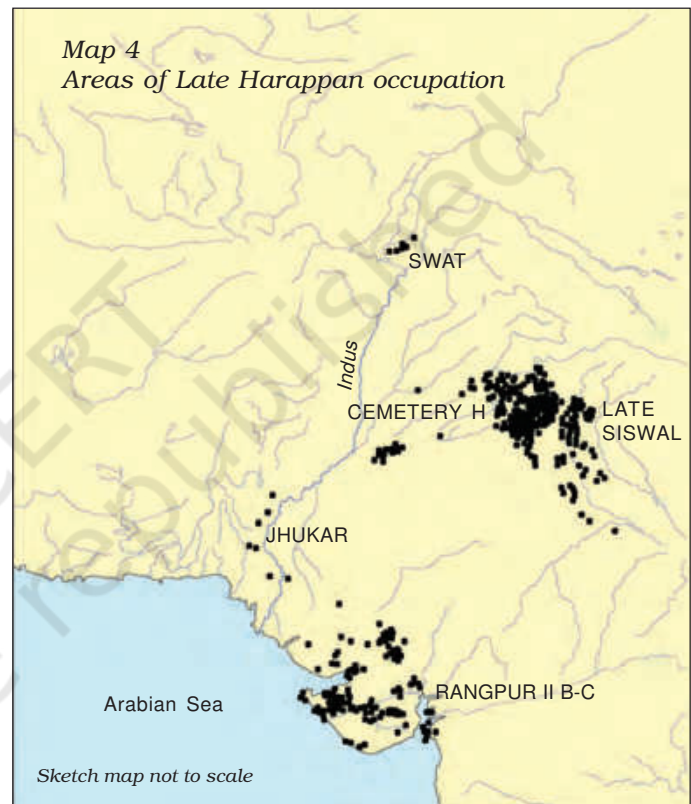 Map 4
Areas of Late Harappan occupation
SWAT
Indus
CEMETERY H
LATE
SISWAL
JHUKAR
RANGPUR II B-C
Arabian Sea
Sketch map not to scale
republished